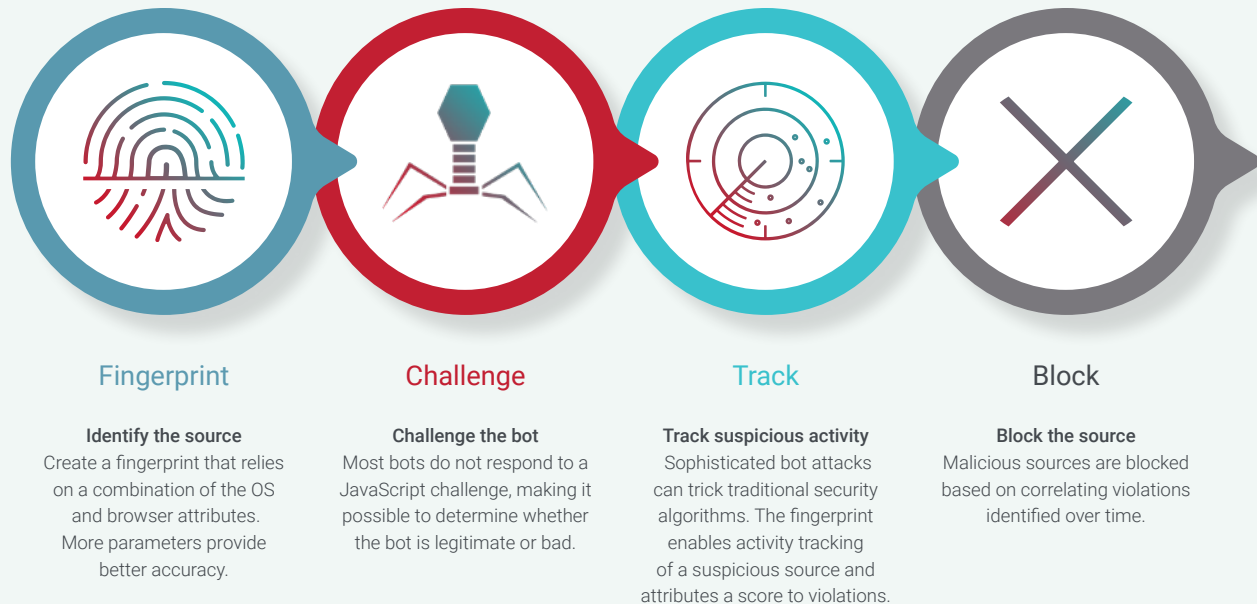 Fingerprint
Identify the source
Create a fingerprint that relies
on a combination of the OS
and browser attributes.
More parameters provide
better accuracy.
Challenge
Challenge the bot
Most bots do not respond to a
JavaScript challenge, making it
possible to determine whether
the bot is legitimate or bad.
Track
Track suspicious activity
Sophisticated bot attacks
can trick traditional security
algorithms. The fingerprint
enables activity tracking
of a suspicious source and
attributes a score to violations.
Block
Block the source
Malicious sources are blocked
based on correlating violations
identified over time.